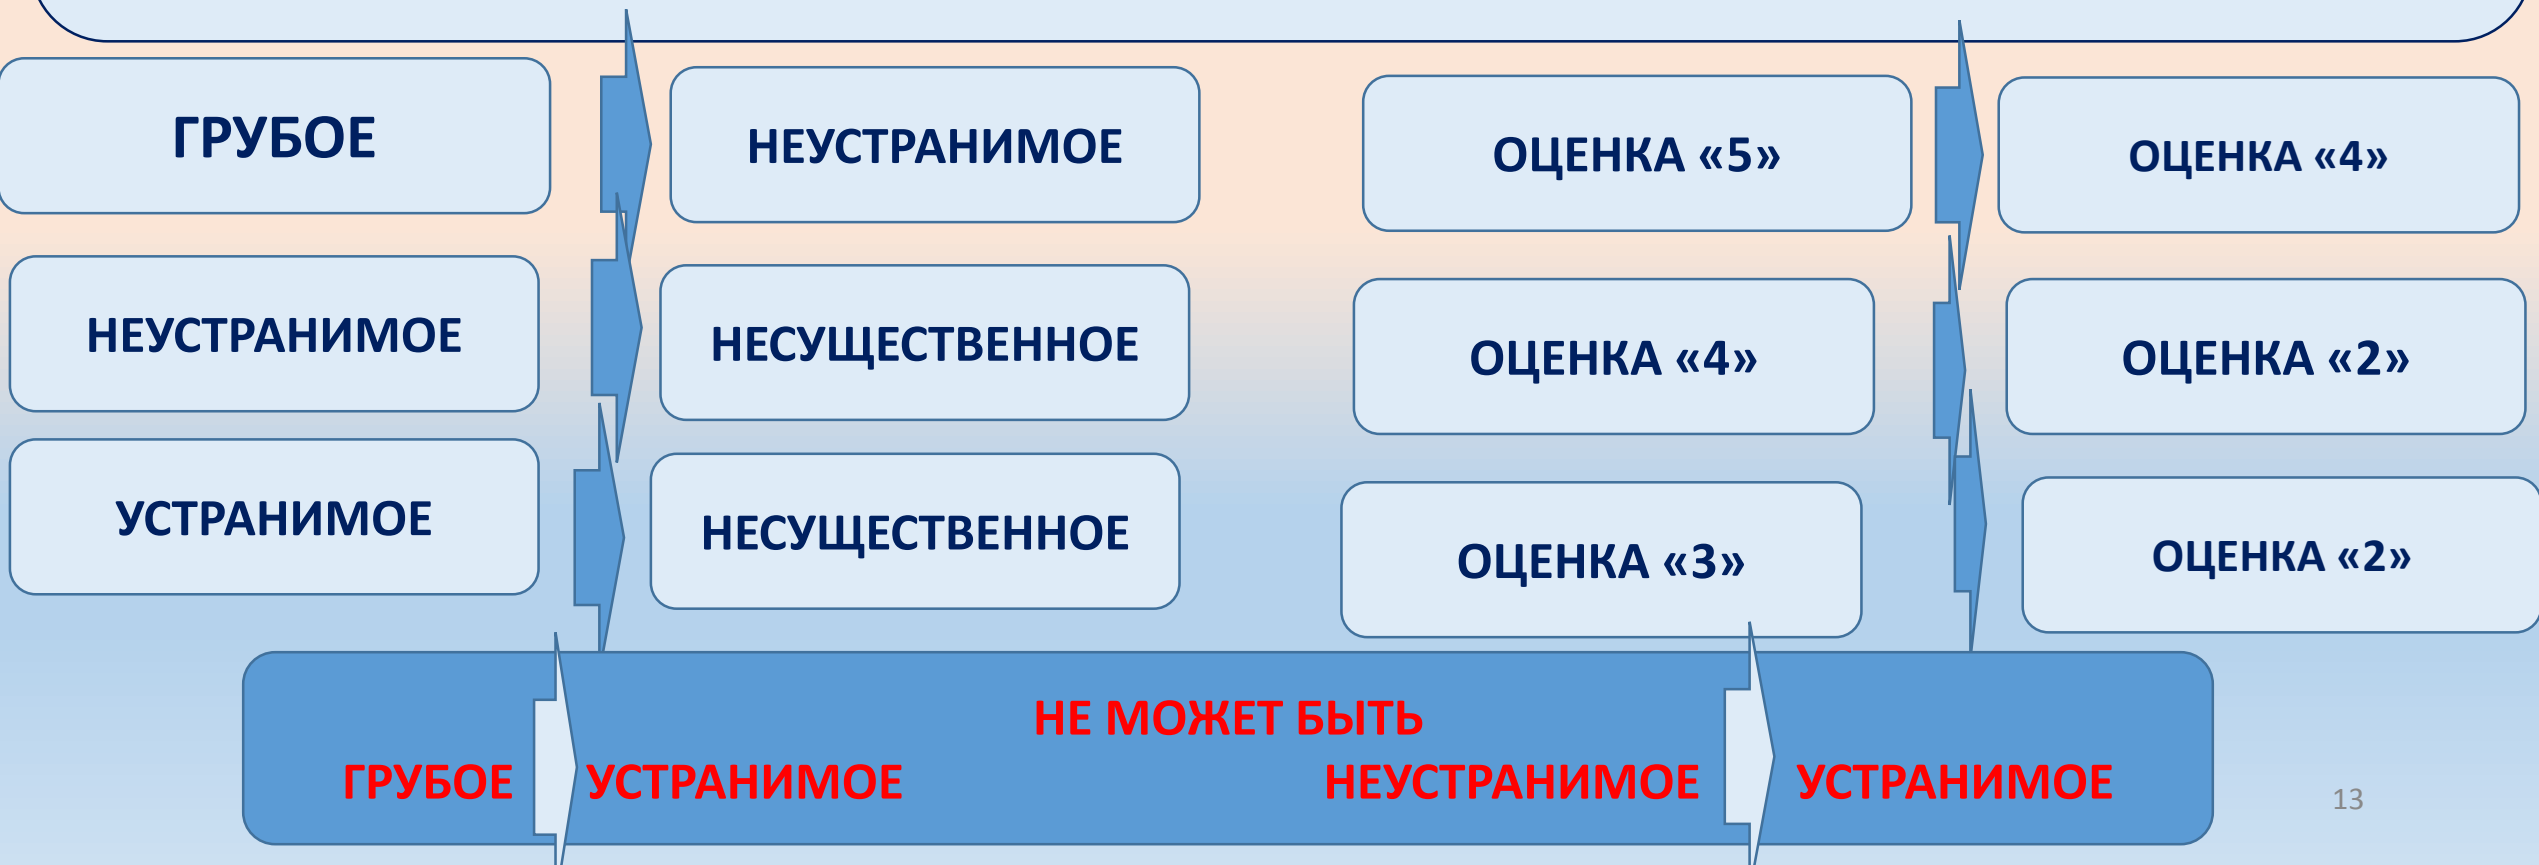 ГРУБОЕ
НЕУСТРАНИМОЕ
ОЦЕНКА «5»
ОЦЕНКА «4»
НЕУСТРАНИМОЕ
НЕСУЩЕСТВЕННОЕ
ОЦЕНКА «4»
ОЦЕНКА «2»
УСТРАНИМОЕ
НЕСУЩЕСТВЕННОЕ
ОЦЕНКА «3»
ОЦЕНКА «2»
НЕ МОЖЕТ БЫТЬ
ГРУБОЕ УСТРАНИМОЕ НЕУСТРАНИМОЕ УСТРАНИМОЕ
13